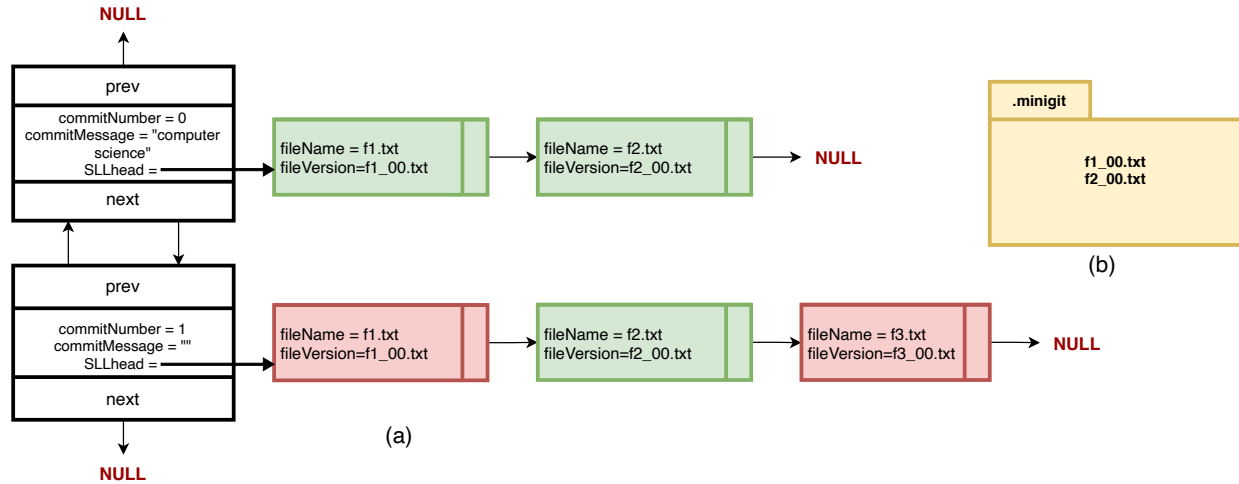 NULL
prev
commitNumber = 0
commitMessage = "computer
science"
SLLhead =
next
fileName = f1.txt
fileVersion=f1_00.txt
fileName = f2.txt
fileVersion=f2_00.txt
NULL
.minigit
f1_00.txt
f2_00.txt
(b)
prev
commitNumber = 1
commitMessage = ""
SLLhead =
next
fileName = f1.txt
fileVersion=f1_00.txt
fileName = f2.txt
fileVersion=f2_00.txt
fileName = f3.txt
fileVersion=f3_00.txt
NULL
(a)
NULL